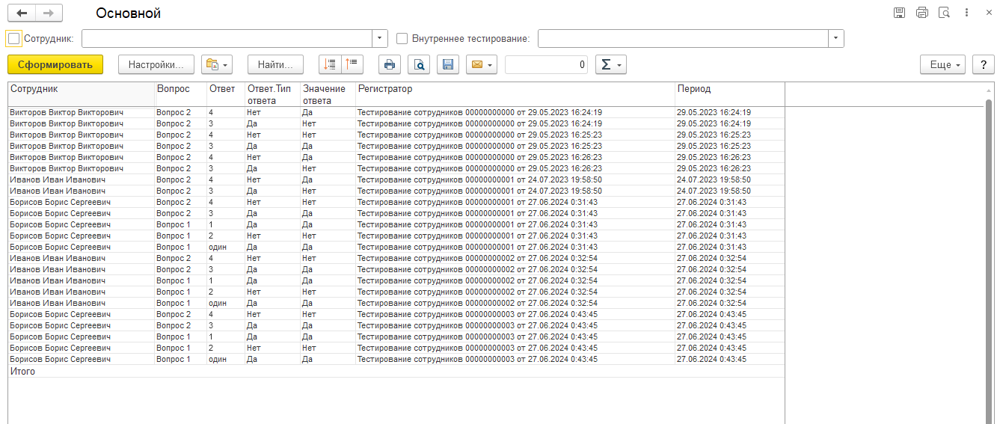 Основной
Сотрудник: Внутреннее тестирование:
Сформировать Настройки... Найти... 0 Σ Еще ?
Сотрудник Вопрос Ответ Ответ.Тип ответа Значение ответа Регистратор Период
Викторов Виктор Викторович Вопрос 2 4 Нет Да Тестирование сотрудников 00000000000 от 29.05.2023 16:24:19 29.05.2023 16:24:19
Викторов Виктор Викторович Вопрос 2 3 Да Нет Тестирование сотрудников 00000000000 от 29.05.2023 16:24:19 29.05.2023 16:24:19
Викторов Виктор Викторович Вопрос 2 4 Нет Нет Тестирование сотрудников 00000000000 от 29.05.2023 16:25:23 29.05.2023 16:25:23
Викторов Виктор Викторович Вопрос 2 3 Да Да Тестирование сотрудников 00000000000 от 29.05.2023 16:25:23 29.05.2023 16:25:23
Викторов Виктор Викторович Вопрос 2 4 Нет Да Тестирование сотрудников 00000000000 от 29.05.2023 16:26:23 29.05.2023 16:26:23
Викторов Виктор Викторович Вопрос 2 3 Да Нет Тестирование сотрудников 00000000000 от 29.05.2023 16:26:23 29.05.2023 16:26:23
Иванов Иван Иванович Вопрос 2 4 Нет Да Тестирование сотрудников 00000000001 от 24.07.2023 19:58:50 24.07.2023 19:58:50
Иванов Иван Иванович Вопрос 2 3 Да Нет Тестирование сотрудников 00000000001 от 24.07.2023 19:58:50 24.07.2023 19:58:50
Борисов Борис Сергеевич Вопрос 2 4 Нет Нет Тестирование сотрудников 00000000001 от 27.06.2024 0:31:43 27.06.2024 0:31:43
Борисов Борис Сергеевич Вопрос 2 3 Да Да Тестирование сотрудников 00000000001 от 27.06.2024 0:31:43 27.06.2024 0:31:43
Борисов Борис Сергеевич Вопрос 1 1 Да Да Тестирование сотрудников 00000000001 от 27.06.2024 0:31:43 27.06.2024 0:31:43
Борисов Борис Сергеевич Вопрос 1 2 Нет Нет Тестирование сотрудников 00000000001 от 27.06.2024 0:31:43 27.06.2024 0:31:43
Борисов Борис Сергеевич Вопрос 1 один Да Да Тестирование сотрудников 00000000001 от 27.06.2024 0:31:43 27.06.2024 0:31:43
Иванов Иван Иванович Вопрос 2 4 Нет Нет Тестирование сотрудников 00000000002 от 27.06.2024 0:32:54 27.06.2024 0:32:54
Иванов Иван Иванович Вопрос 2 3 Да Да Тестирование сотрудников 00000000002 от 27.06.2024 0:32:54 27.06.2024 0:32:54
Иванов Иван Иванович Вопрос 1 1 Да Да Тестирование сотрудников 00000000002 от 27.06.2024 0:32:54 27.06.2024 0:32:54
Иванов Иван Иванович Вопрос 1 2 Нет Нет Тестирование сотрудников 00000000002 от 27.06.2024 0:32:54 27.06.2024 0:32:54
Иванов Иван Иванович Вопрос 1 один Да Да Тестирование сотрудников 00000000002 от 27.06.2024 0:32:54 27.06.2024 0:32:54
Борисов Борис Сергеевич Вопрос 2 4 Нет Нет Тестирование сотрудников 00000000003 от 27.06.2024 0:43:45 27.06.2024 0:43:45
Борисов Борис Сергеевич Вопрос 2 3 Да Да Тестирование сотрудников 00000000003 от 27.06.2024 0:43:45 27.06.2024 0:43:45
Борисов Борис Сергеевич Вопрос 1 1 Да Да Тестирование сотрудников 00000000003 от 27.06.2024 0:43:45 27.06.2024 0:43:45
Борисов Борис Сергеевич Вопрос 1 2 Нет Нет Тестирование сотрудников 00000000003 от 27.06.2024 0:43:45 27.06.2024 0:43:45
Борисов Борис Сергеевич Вопрос 1 один Да Да Тестирование сотрудников 00000000003 от 27.06.2024 0:43:45 27.06.2024 0:43:45
Итого